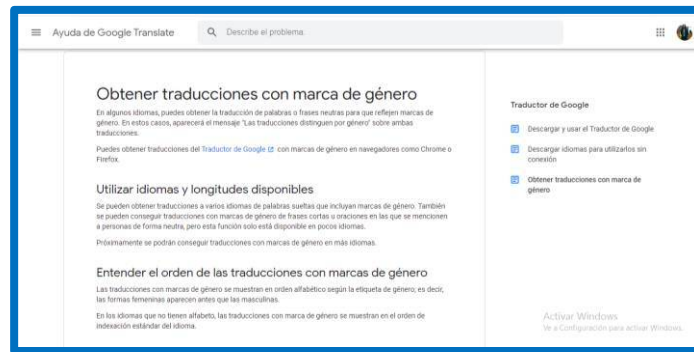 Ayuda de Google Translate
Describe el problema.
Obtener traducciones con marca de género
En algunos idiomas, puedes obtener la traducción de palabras o frases neutras para que reflejen marcas de
género. En estos casos, aparecerá el mensaje "Las traducciones distinguen por género" sobre ambas
traducciones.
Puedes obtener traducciones del Traductor de Google con marcas de género en navegadores como Chrome o
Firefox.
Utilizar idiomas y longitudes disponibles
Se pueden obtener traducciones a varios idiomas de palabras sueltas que incluyan marcas de género. También
se pueden conseguir traducciones con marcas de género de frases cortas u oraciones en las que se mencionen
a personas de forma neutra, pero esta función solo está disponible en pocos idiomas.
Próximamente se podrán conseguir traducciones con marcas de género en más idiomas.
Entender el orden de las traducciones con marcas de género
Las traducciones con marcas de género se muestran en orden alfabético según la etiqueta de género; es decir,
las formas femeninas aparecen antes que las masculinas.
En los idiomas que no tienen alfabeto, las traducciones con marca de género se muestran en el orden de
indexación estándar del idioma.
Traductor de Google
Descargar y usar el Traductor de Google
Descargar idiomas para utilizarlos sin
conexión
Obtener traducciones con marca de
género
Activar Windows
Ve a Configuración para activar Windows.